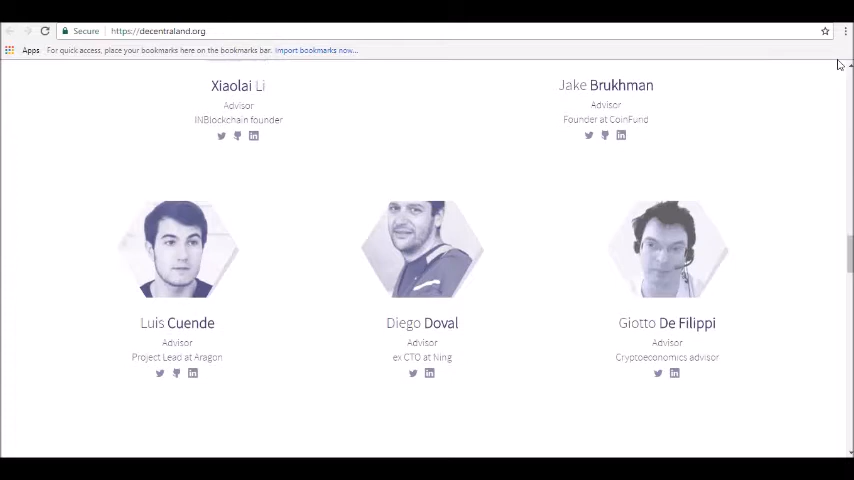 Secure https://decentraland.org
Apps For quick access, place your bookmarks here on the bookmarks bar. Import bookmarks now...
Xiaolai Li
Advisor
INBlockchain founder
Jake Brukhman
Advisor
Founder at CoinFund
Luis Cuende
Advisor
Project Lead at Aragon
Diego Doval
Advisor
ex CTO at Ning
Giotto De Filippi
Advisor
Cryptoeconomics advisor